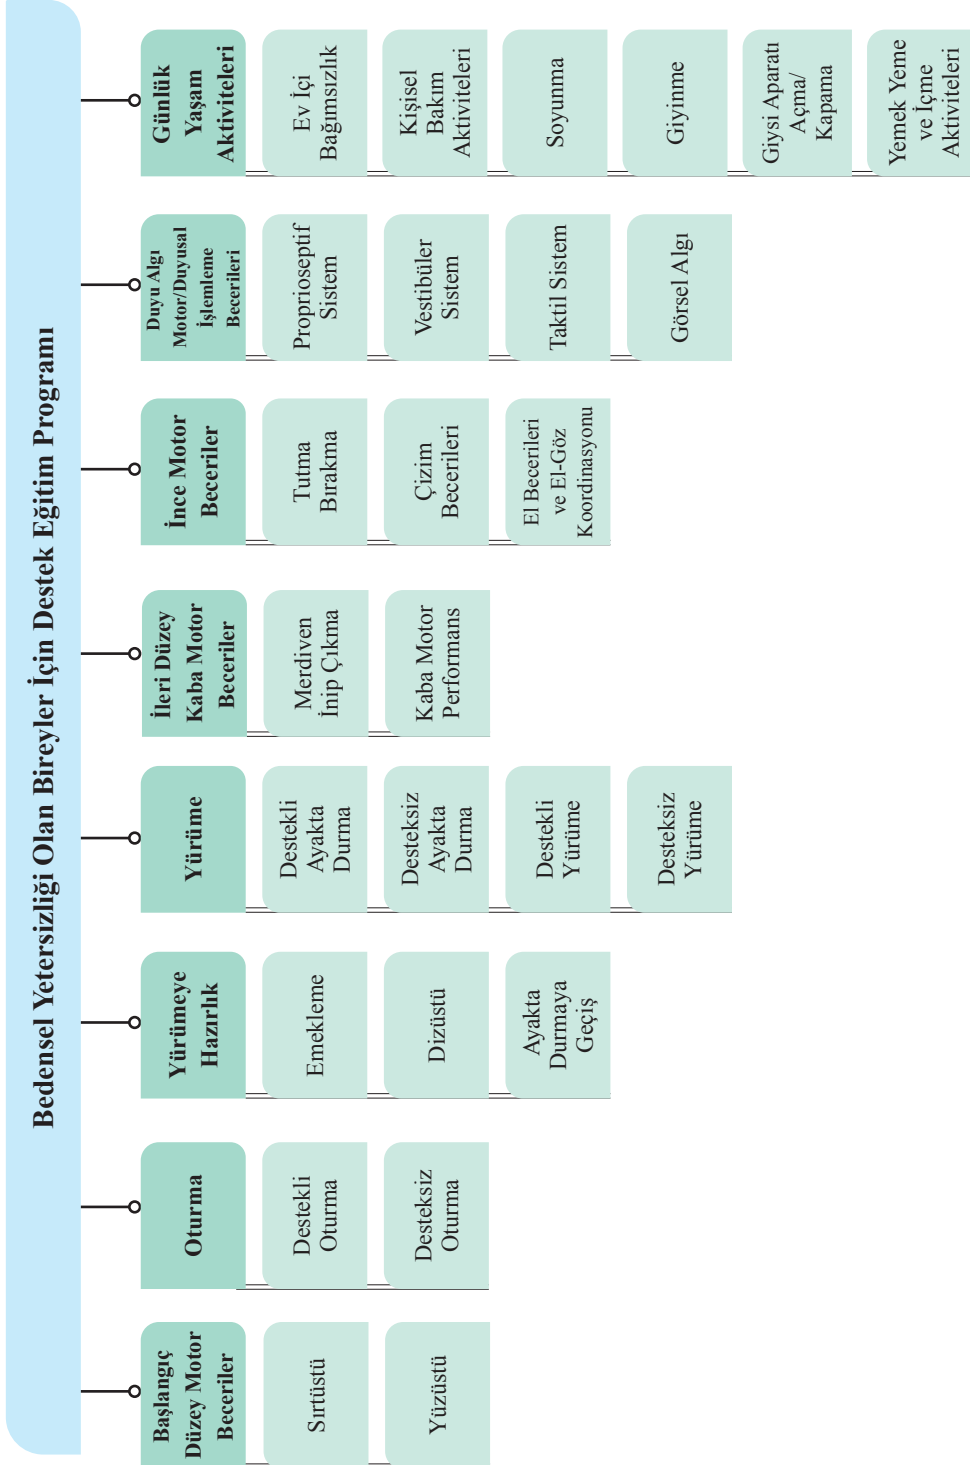 Bedensel Yetersizliği Olan Bireyler İçin Destek Eğitim Programı
Başlangıç
Düzey Motor
Beceriler
Sırtüstü
Yüzüstü
Oturma
Destekli
Oturma
Desteksiz
Oturma
Yürümeye
Hazırlık
Emekleme
Dizüstü
Ayakta
Durmaya
Geçiş
Yürüme
Destekli
Ayakta
Durma
Desteksiz
Ayakta
Durma
Destekli
Yürüme
Desteksiz
Yürüme
İleri Düzey
Kaba Motor
Beceriler
Merdiven
İnip Çıkma
Kaba Motor
Performans
İnce Motor
Beceriler
Tutma
Bırakma
Çizim
Becerileri
El Becerileri
ve El-Göz
Koordinasyonu
Duyu Algı
Motor/Duyusal
İşlemleme
Becerileri
Proprioseptif
Sistem
Vestibüler
Sistem
Taktil Sistem
Görsel Algı
Günlük
Yaşam
Aktiviteleri
Ev İçi
Bağımsızlık
Kişisel
Bakım
Aktiviteleri
Soyunma
Giyinme
Giysi Aparatı
Açma/
Kapama
Yemek Yeme
ve İçme
Aktiviteleri